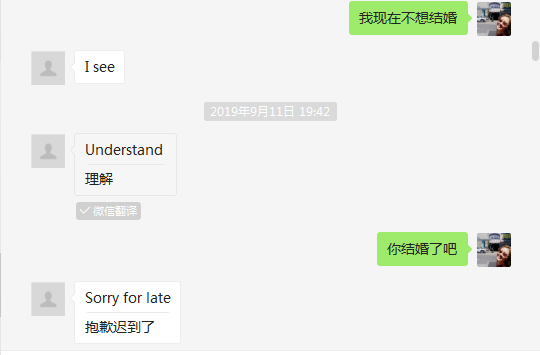 我现在不想结婚
I see
2019年9月11日 19:42
Understand
理解
微信翻译
你结婚了吧
Sorry for late
抱歉迟到了